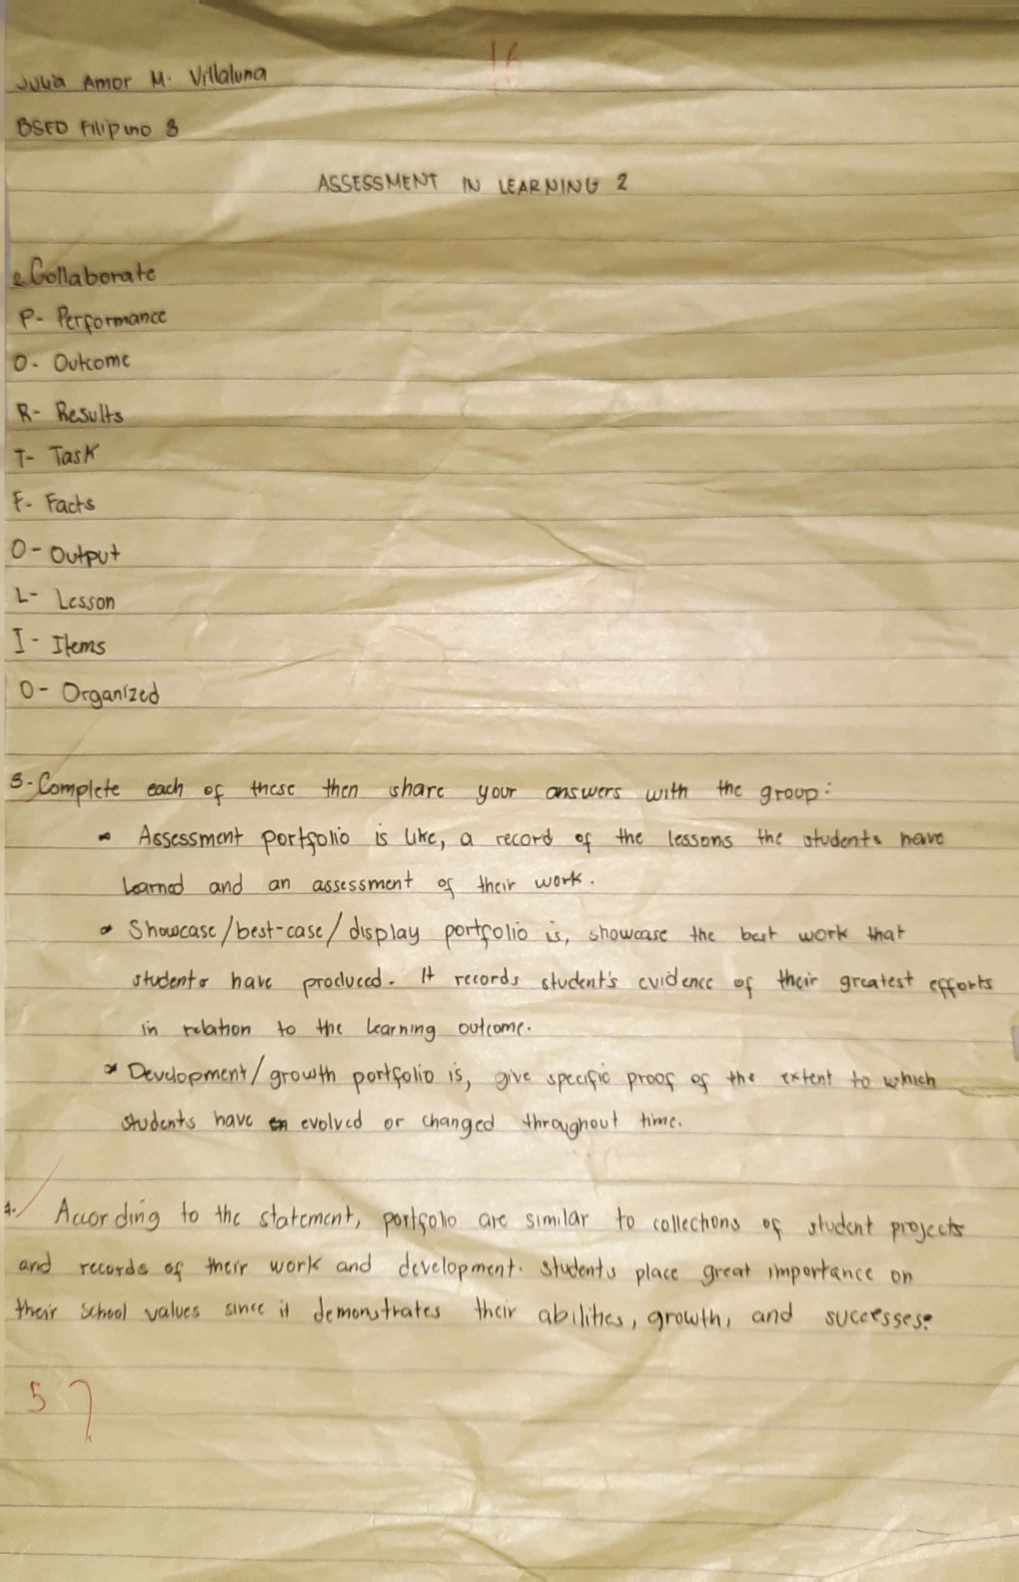 Julia Amor M. Villaluna
BSED Filipino 3
ASSESSMENT IN LEARNING 2
Collaborate
P- Performance
O- Outcome
R- Results
T- Task
F- Facts
O- Output
L- Lesson
I- Items
O- Organized
3- Complete each of these then share your answers with the group:
Assessment portfolio is like, a record of the lessons the students have
learned and an assessment of their work.
Showcase/best-case/display portfolio is, showcase the best work that
students have produced. It records student's evidence of their greatest efforts
in relation to the learning outcome.
Development/growth portfolio is, give specific proof of the extent to which
students have evolved or changed throughout time.
4. According to the statement, portfolio are similar to collections of student projects
and records of their work and development. Students place great importance on
their school values since it demonstrates their abilities, growth, and successes.
5